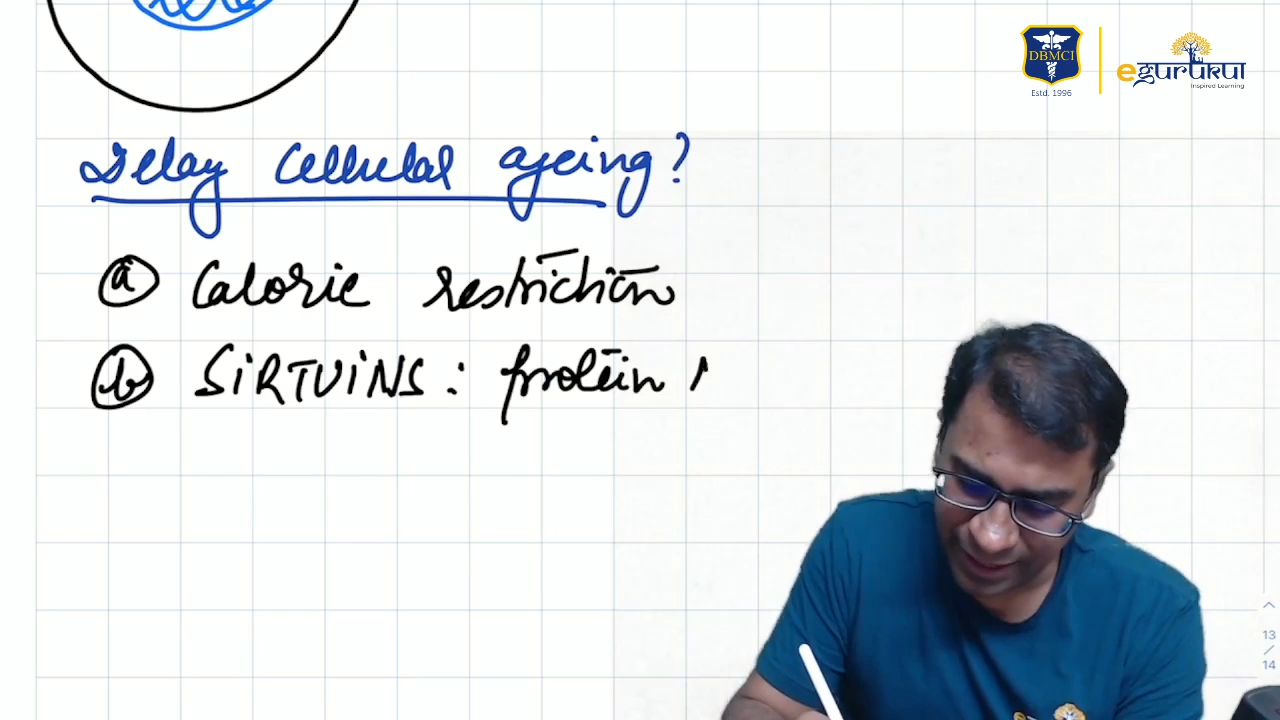 DBMCI
Estd. 1996
egurukul
Inspired Learning
Delay cellular ageing?
a Calorie restriction
b SiRTUiNS : protein
13
/
14